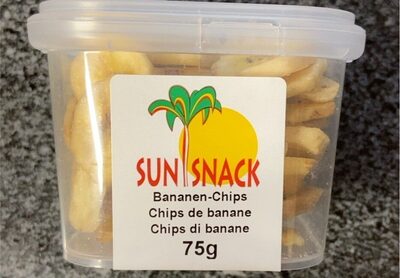 SUN SNACK
Bananen-Chips
Chips de banane
Chips di banane
75g